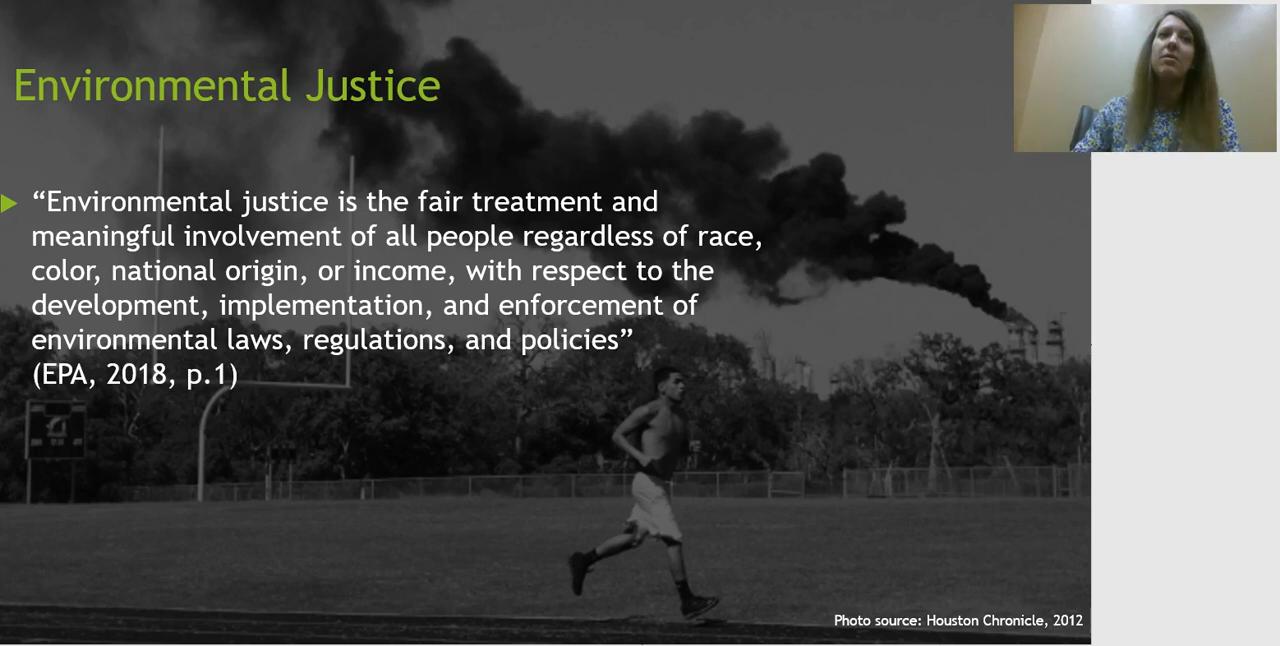 Environmental Justice
“Environmental justice is the fair treatment and
meaningful involvement of all people regardless of race,
color, national origin, or income, with respect to the
development, implementation, and enforcement of
environmental laws, regulations, and policies”
(EPA, 2018, p.1)
Photo source: Houston Chronicle, 2012